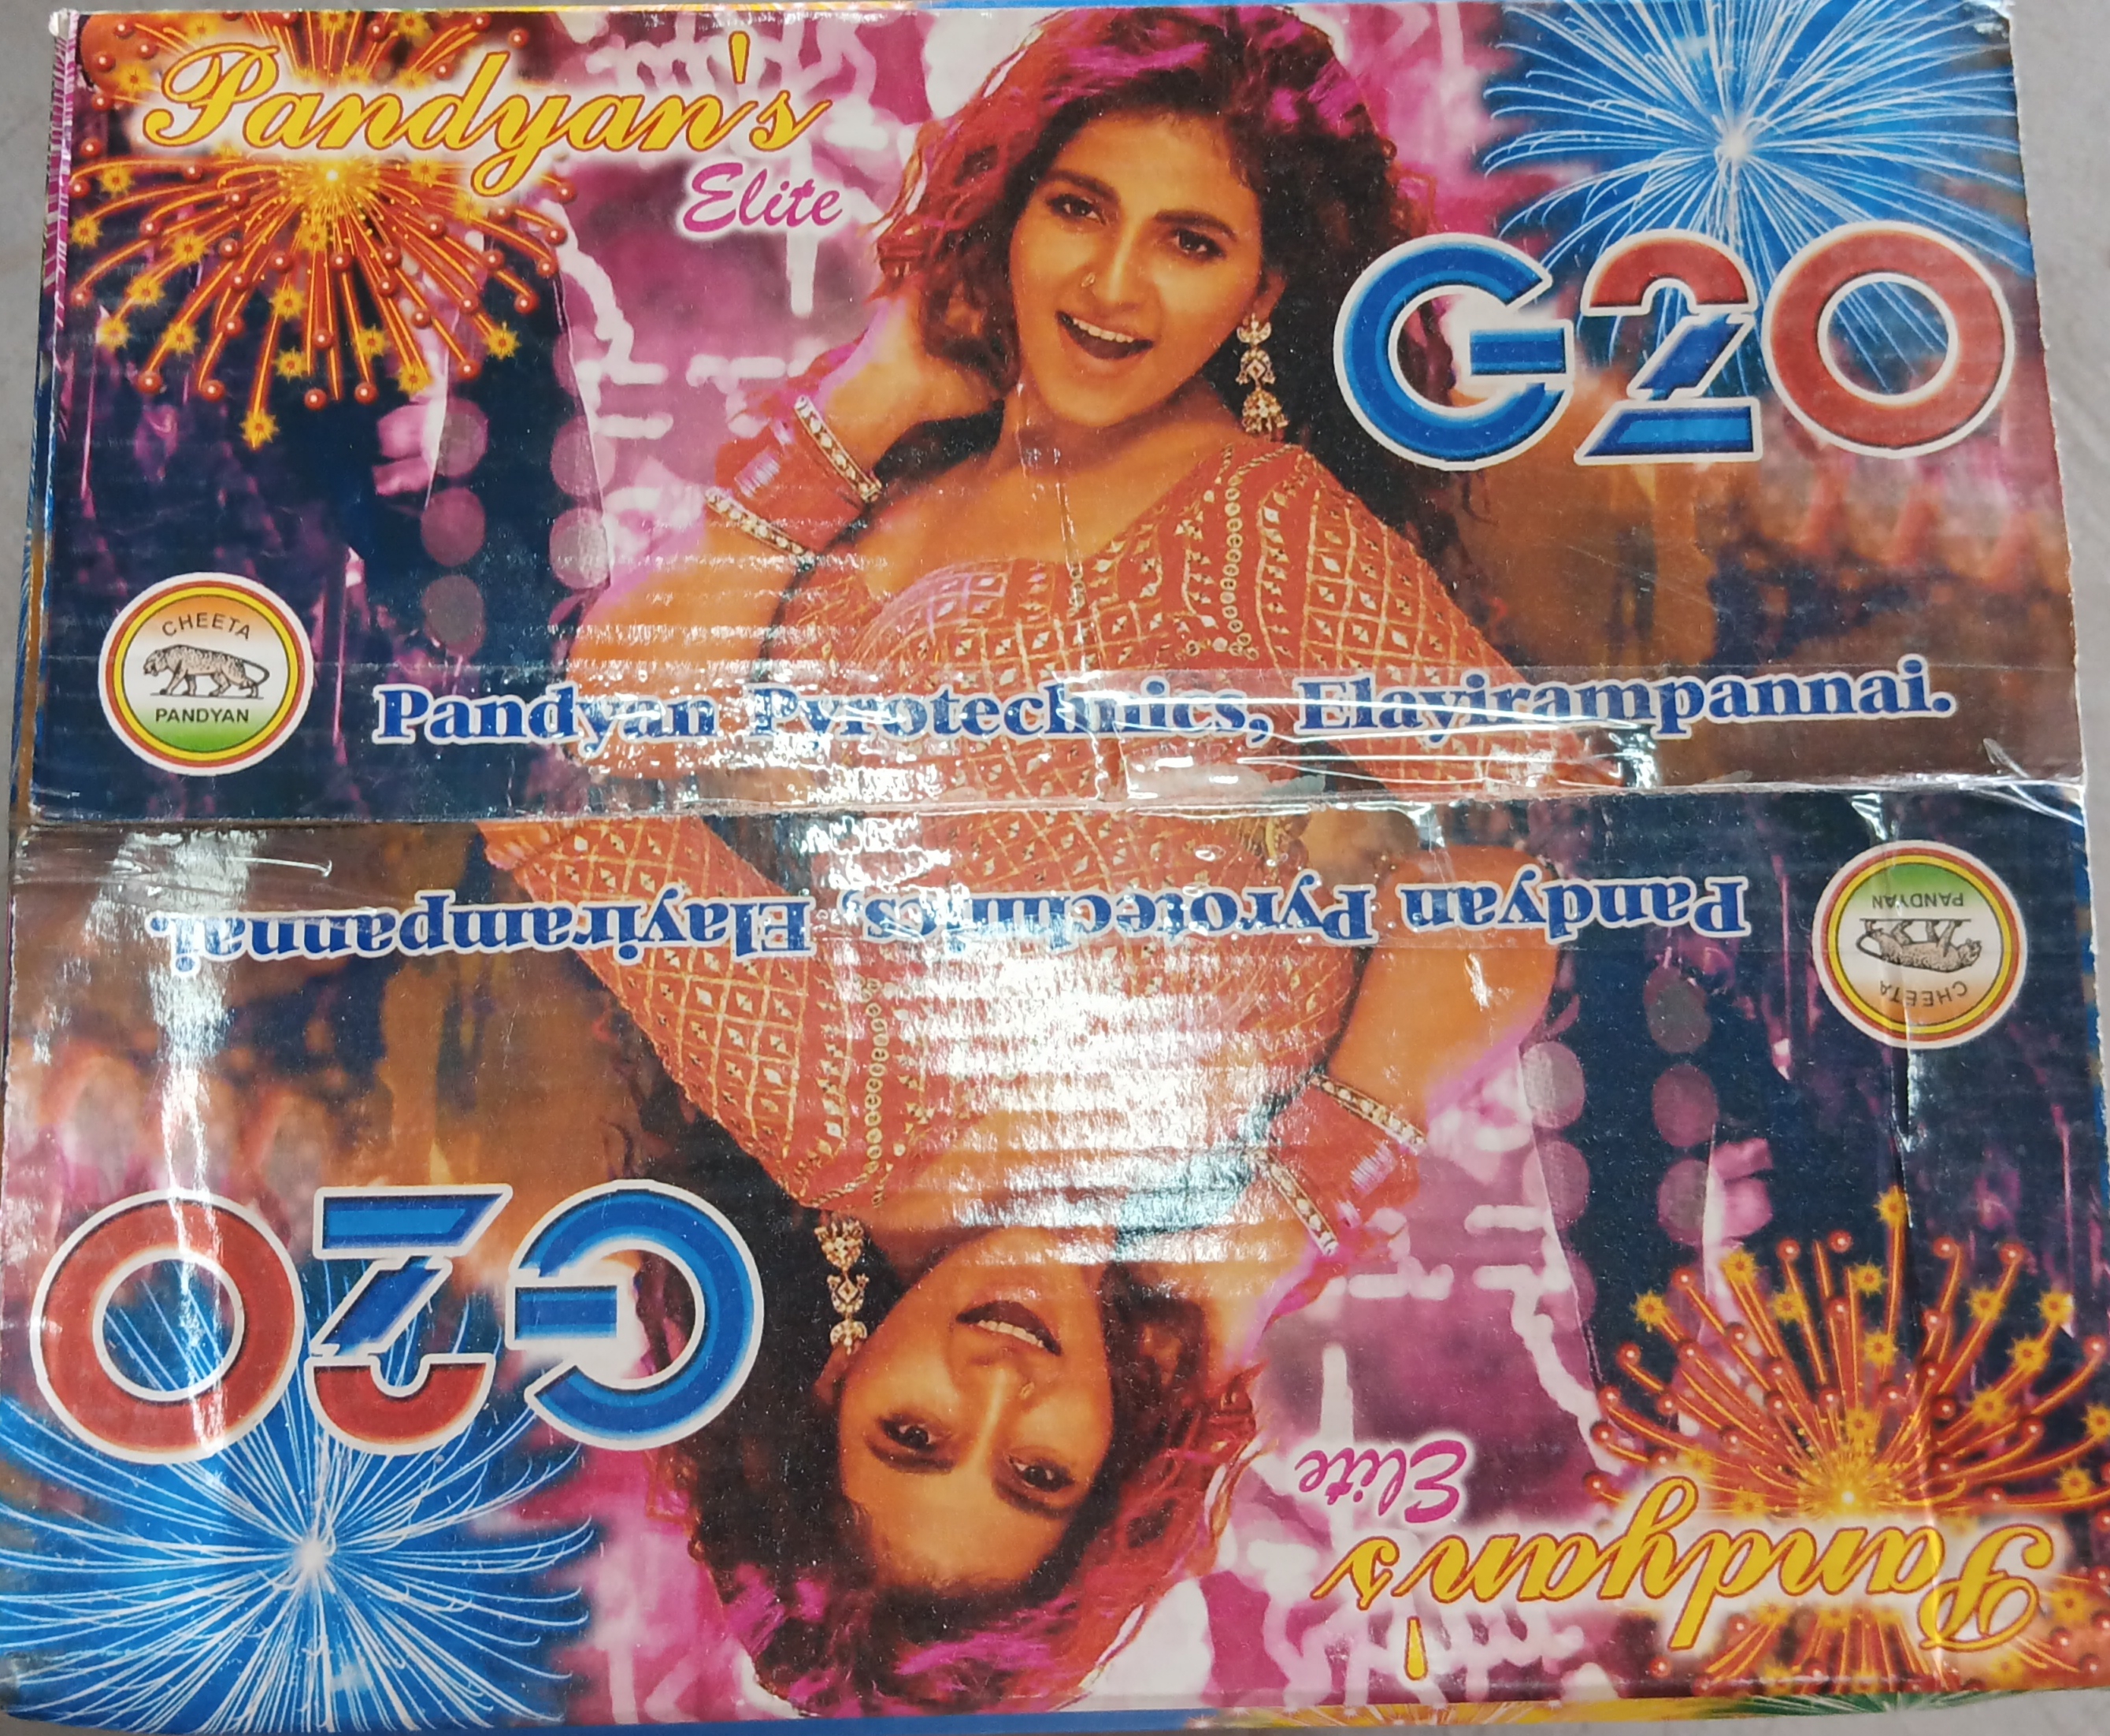 Pandyan's
Elite
G20
CHEETA
PANDYAN
Pandyan Pyrotechnics, Elayirampannai.
Pandyan Pyrotechnics, Elayirampannai.
CHEETA
PANDYAN
G20
Elite
Pandyan's